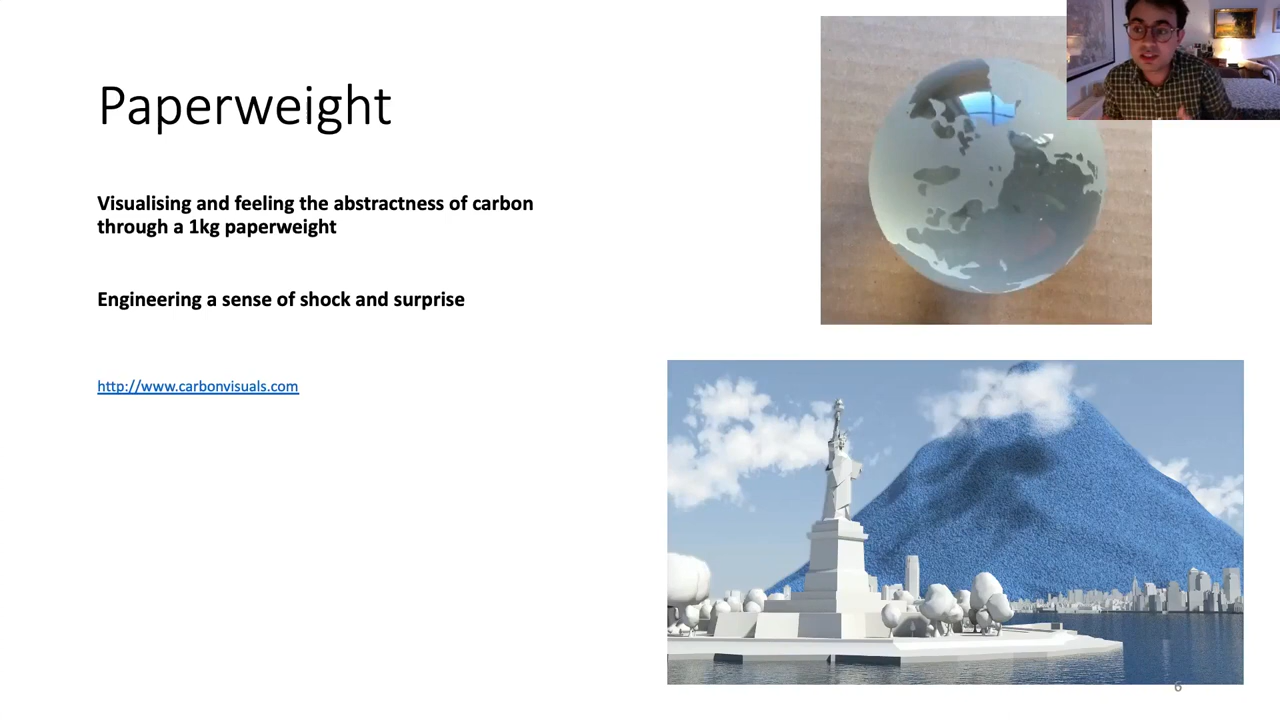 Paperweight
Visualising and feeling the abstractness of carbon
through a 1kg paperweight
Engineering a sense of shock and surprise
http://www.carbonvisuals.com
6